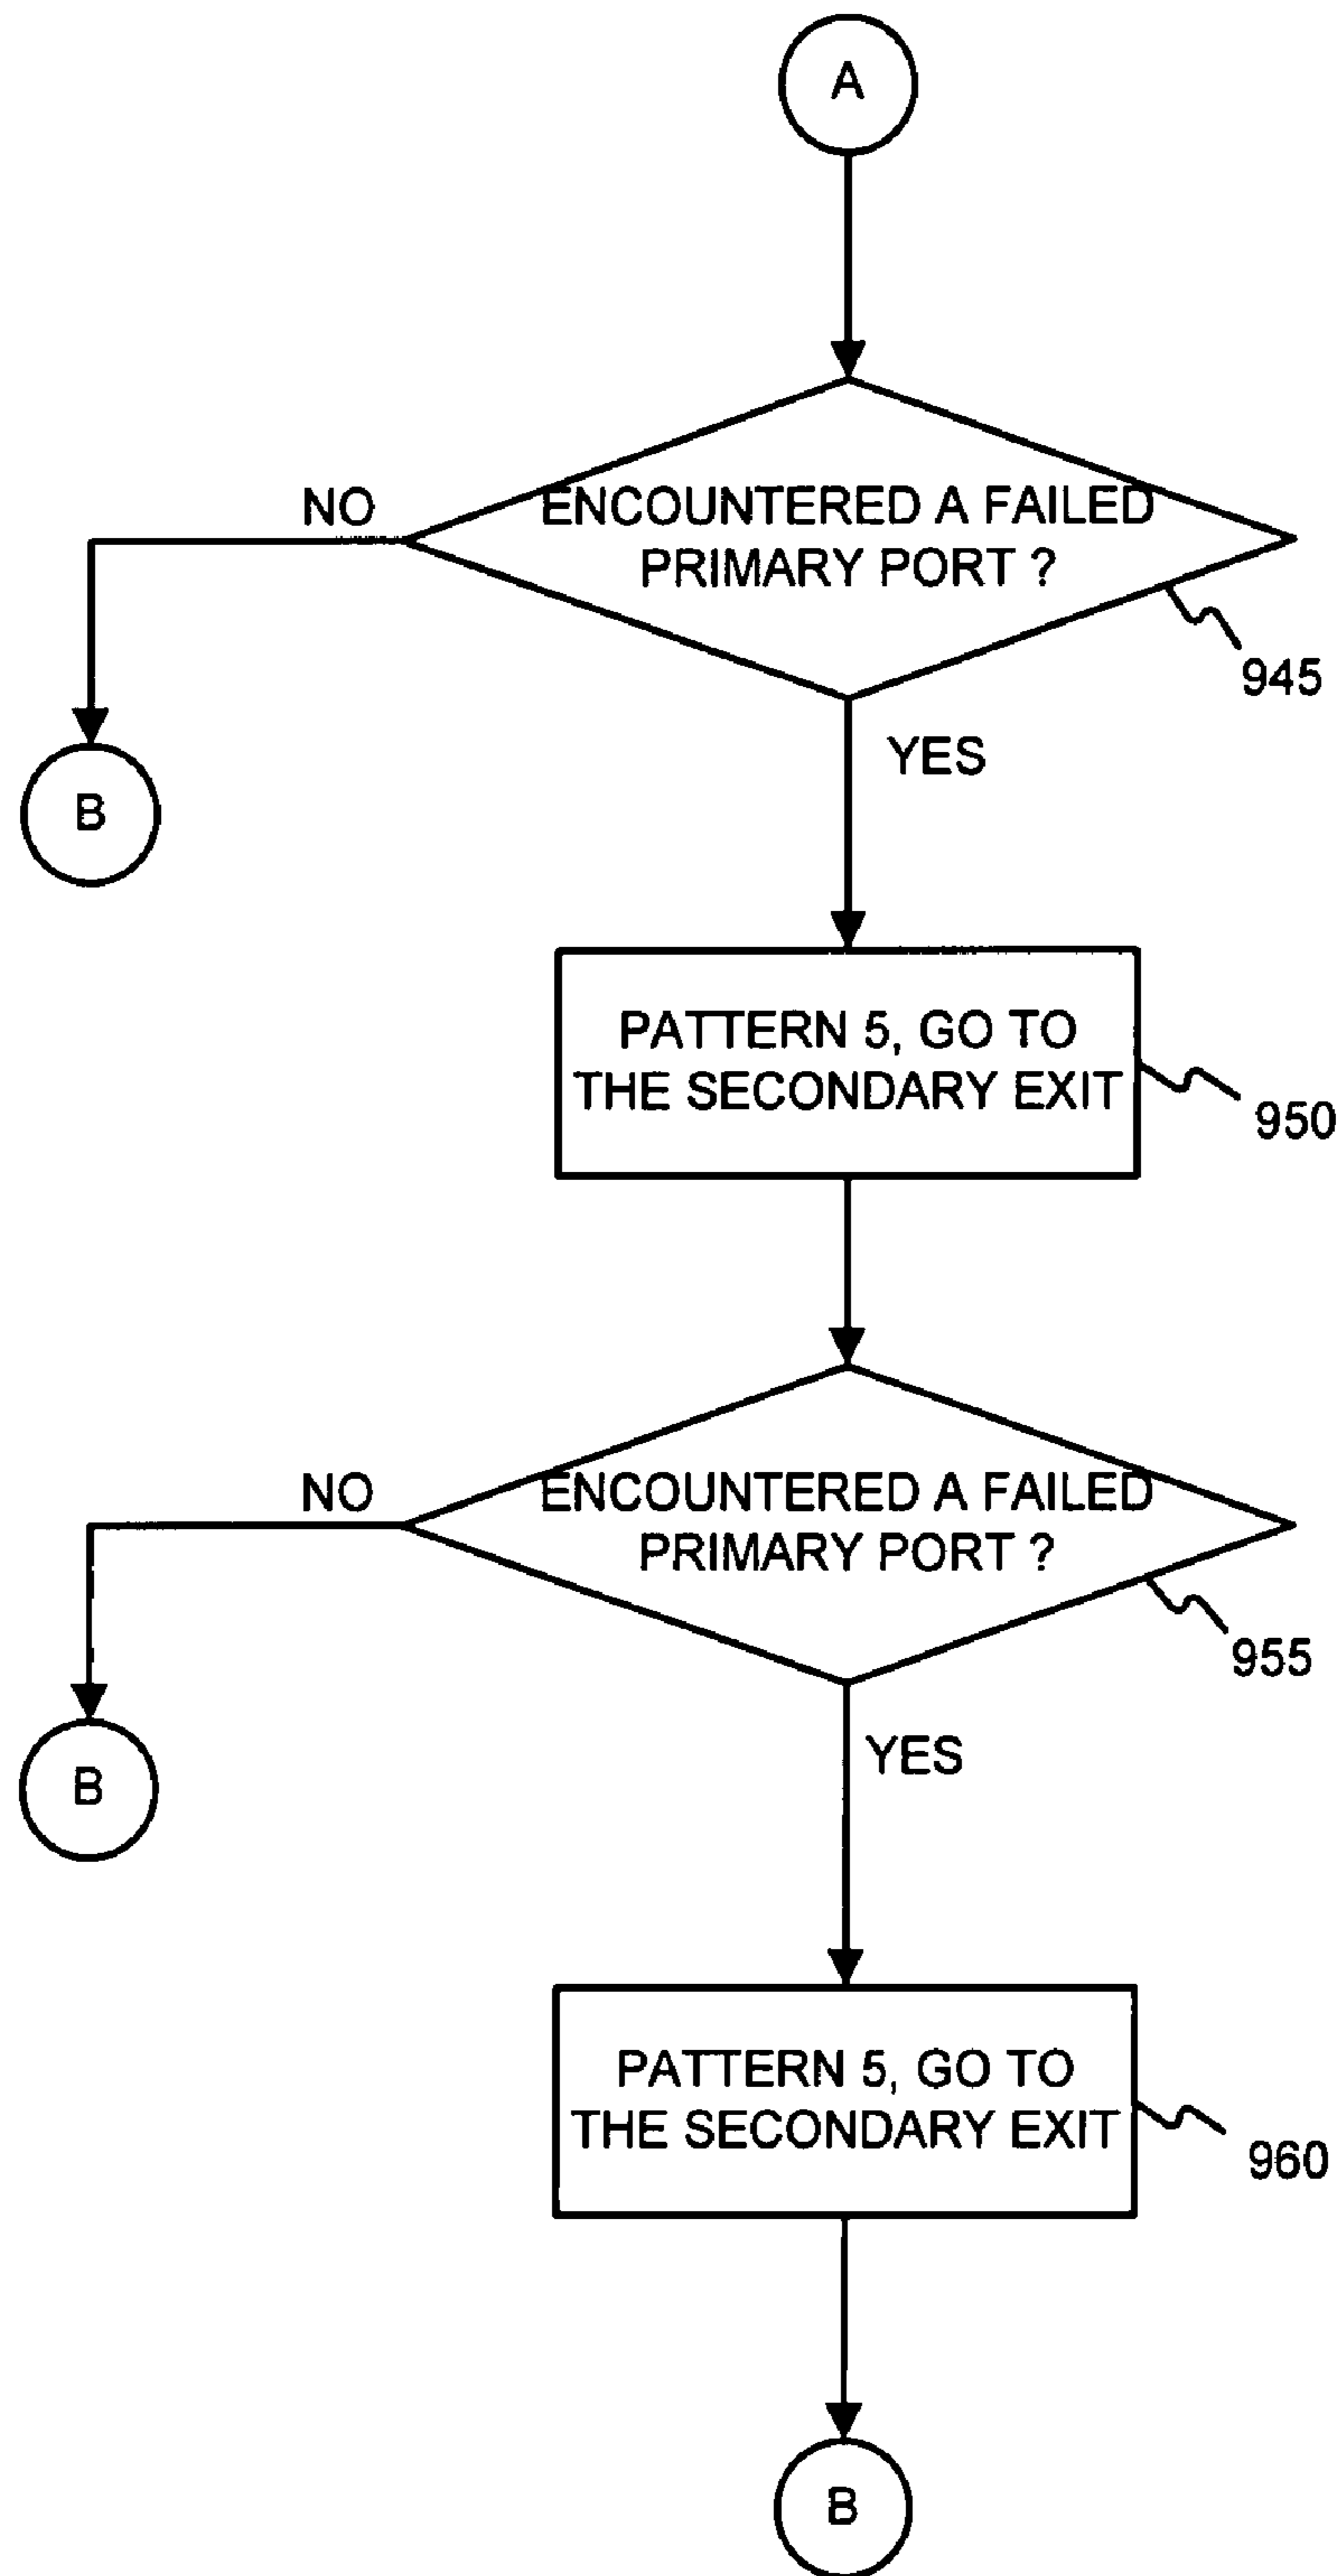 A
NO
ENCOUNTERED A FAILED
PRIMARY PORT ?
945
YES
B
PATTERN 5, GO TO
THE SECONDARY EXIT
950
NO
ENCOUNTERED A FAILED
PRIMARY PORT ?
955
YES
B
PATTERN 5, GO TO
THE SECONDARY EXIT
960
B